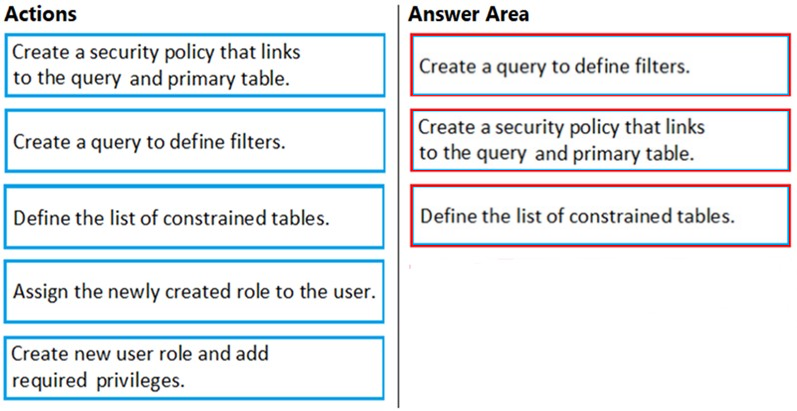 Actions
Create a security policy that links
to the query and primary table.
Create a query to define filters.
Define the list of constrained tables.
Assign the newly created role to the user.
Create new user role and add
required privileges.
Answer Area
Create a query to define filters.
Create a security policy that links
to the query and primary table.
Define the list of constrained tables.